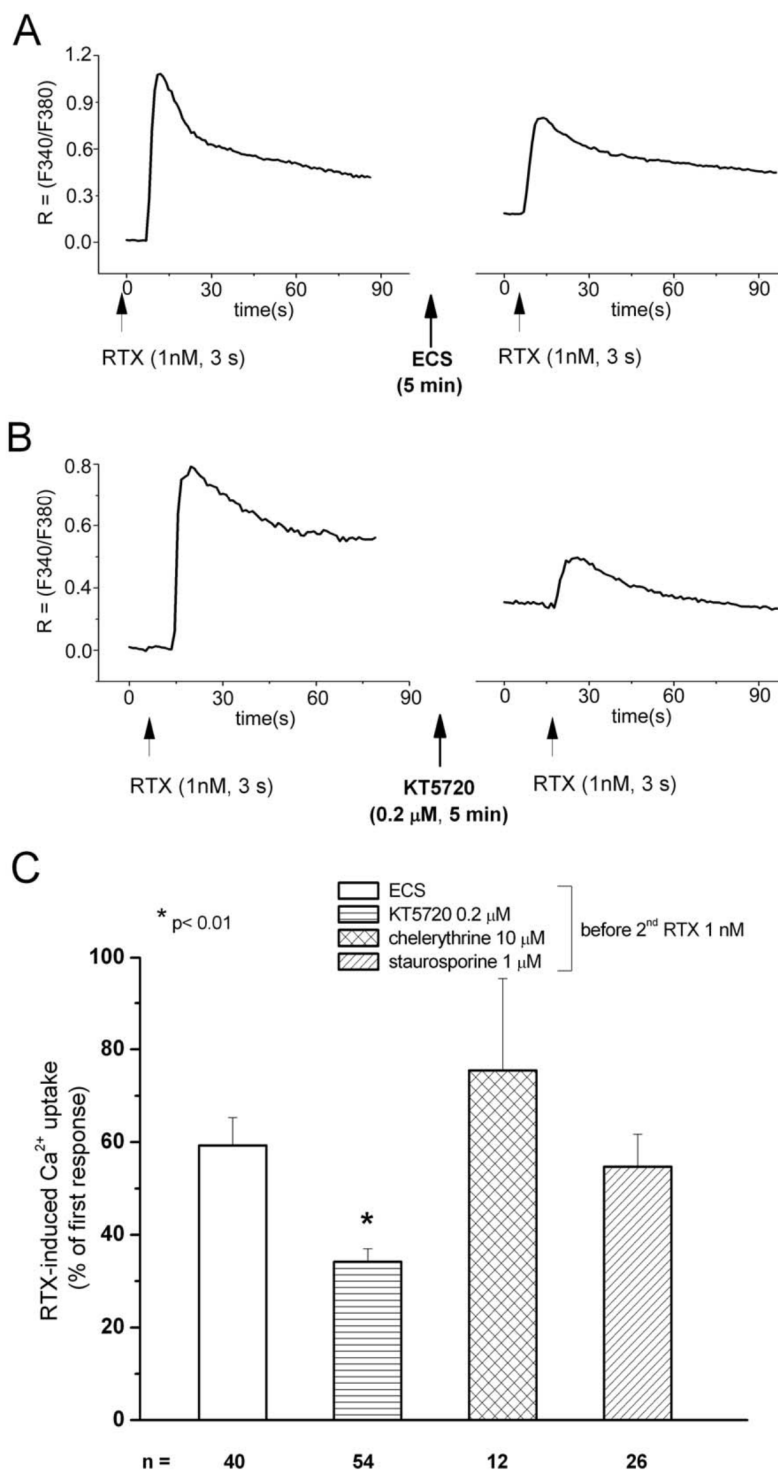 A
1.2
0.9
0.6
0.3
0.0
R = (F340/F380)
0 30 60 90
time(s)
0 30 60 90
time(s)
RTX (1nM, 3 s)
ECS
(5 min)
RTX (1nM, 3 s)
B
0.8
0.6
0.4
0.0
R = (F340/F380)
0 30 60 90
time(s)
0 30 60 90
time(s)
RTX (1nM, 3 s)
KT5720
(0.2 μM, 5 min)
RTX (1nM, 3 s)
C
* p< 0.01
ECS
KT5720 0.2 μM
chelerythrine 10 μM
staurosporine 1 μM
before 2nd RTX 1 nM
100
80
60
40
20
0
RTX-induced Ca2+ uptake
(% of first response)
*
n = 40 54 12 26